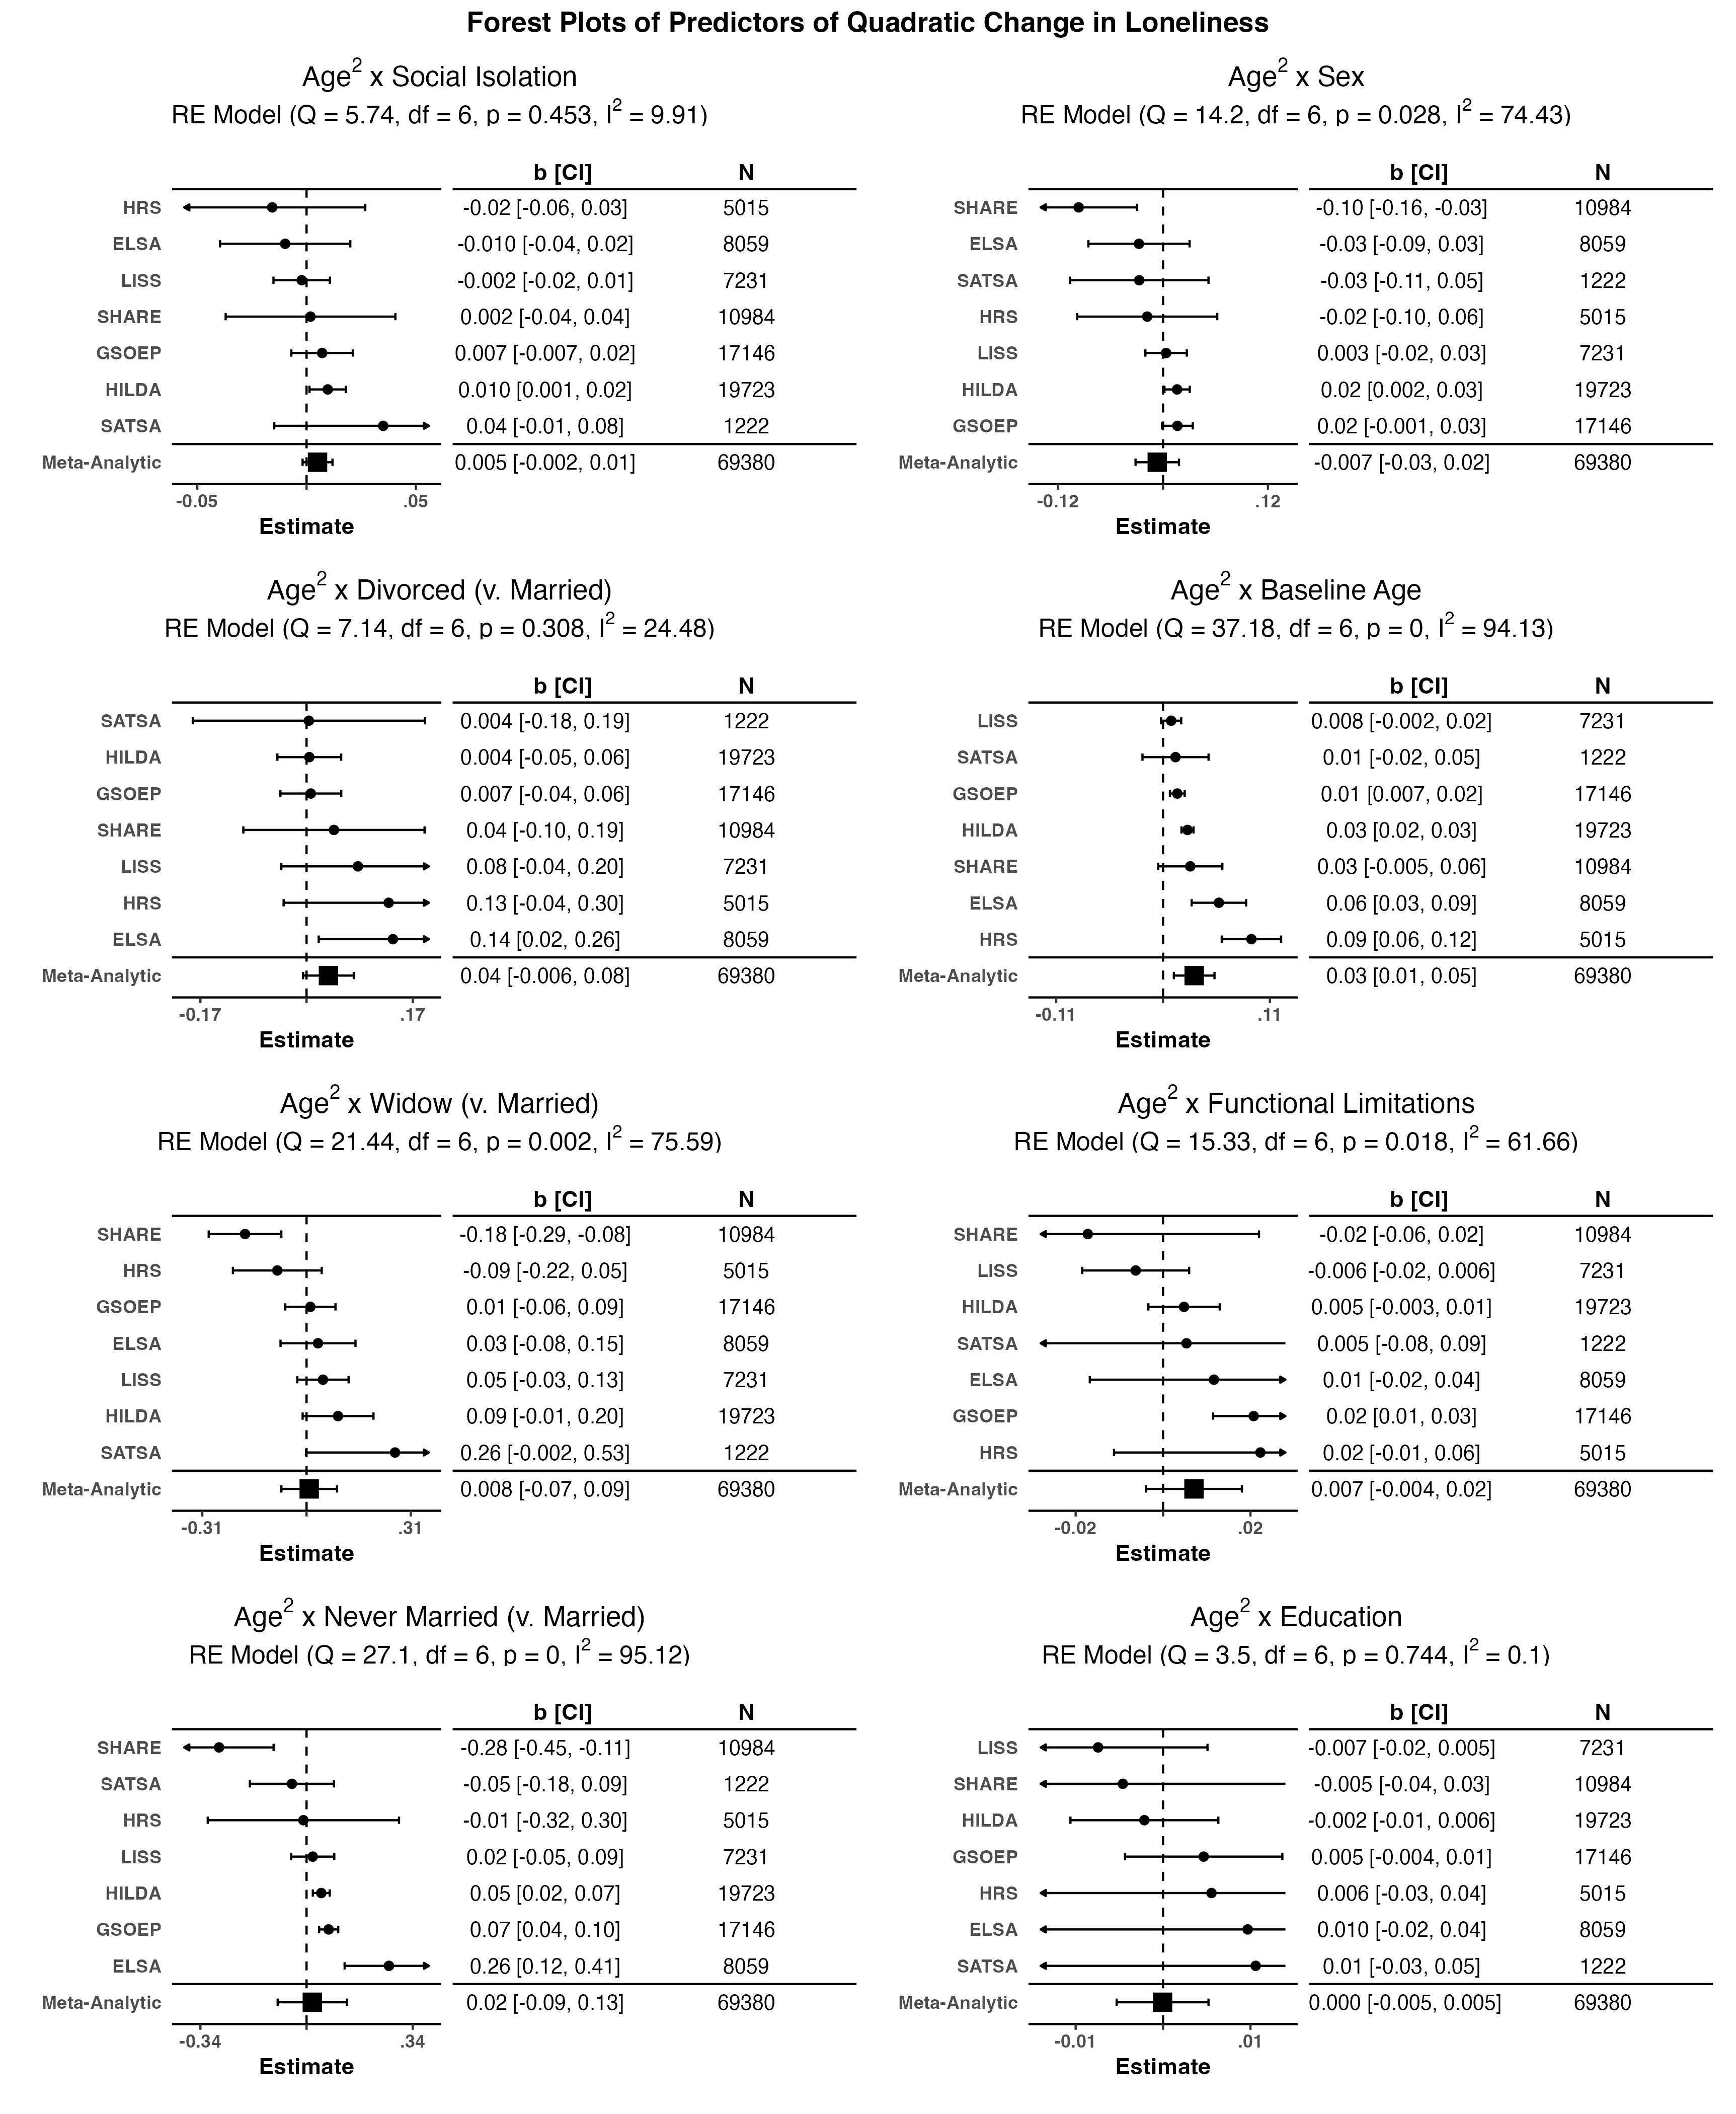 Forest Plots of Predictors of Quadratic Change in Loneliness
Age² x Social Isolation
RE Model (Q = 5.74, df = 6, p = 0.453, I² = 9.91)
b [CI] N
HRS -0.02 [-0.06, 0.03] 5015
ELSA -0.010 [-0.04, 0.02] 8059
LISS -0.002 [-0.02, 0.01] 7231
SHARE 0.002 [-0.04, 0.04] 10984
GSOEP 0.007 [-0.007, 0.02] 17146
HILDA 0.010 [0.001, 0.02] 19723
SATSA 0.04 [-0.01, 0.08] 1222
Meta-Analytic 0.005 [-0.002, 0.01] 69380
-0.05 .05
Estimate
Age² x Sex
RE Model (Q = 14.2, df = 6, p = 0.028, I² = 74.43)
b [CI] N
SHARE -0.10 [-0.16, -0.03] 10984
ELSA -0.03 [-0.09, 0.03] 8059
SATSA -0.03 [-0.11, 0.05] 1222
HRS -0.02 [-0.10, 0.06] 5015
LISS 0.003 [-0.02, 0.03] 7231
HILDA 0.02 [0.002, 0.03] 19723
GSOEP 0.02 [-0.001, 0.03] 17146
Meta-Analytic -0.007 [-0.03, 0.02] 69380
-0.12 .12
Estimate
Age² x Divorced (v. Married)
RE Model (Q = 7.14, df = 6, p = 0.308, I² = 24.48)
b [CI] N
SATSA 0.004 [-0.18, 0.19] 1222
HILDA 0.004 [-0.05, 0.06] 19723
GSOEP 0.007 [-0.04, 0.06] 17146
SHARE 0.04 [-0.10, 0.19] 10984
LISS 0.08 [-0.04, 0.20] 7231
HRS 0.13 [-0.04, 0.30] 5015
ELSA 0.14 [0.02, 0.26] 8059
Meta-Analytic 0.04 [-0.006, 0.08] 69380
-0.17 .17
Estimate
Age² x Baseline Age
RE Model (Q = 37.18, df = 6, p = 0, I² = 94.13)
b [CI] N
LISS 0.008 [-0.002, 0.02] 7231
SATSA 0.01 [-0.02, 0.05] 1222
GSOEP 0.01 [0.007, 0.02] 17146
HILDA 0.03 [0.02, 0.03] 19723
SHARE 0.03 [-0.005, 0.06] 10984
ELSA 0.06 [0.03, 0.09] 8059
HRS 0.09 [0.06, 0.12] 5015
Meta-Analytic 0.03 [0.01, 0.05] 69380
-0.11 .11
Estimate
Age² x Widow (v. Married)
RE Model (Q = 21.44, df = 6, p = 0.002, I² = 75.59)
b [CI] N
SHARE -0.18 [-0.29, -0.08] 10984
HRS -0.09 [-0.22, 0.05] 5015
GSOEP 0.01 [-0.06, 0.09] 17146
ELSA 0.03 [-0.08, 0.15] 8059
LISS 0.05 [-0.03, 0.13] 7231
HILDA 0.09 [-0.01, 0.20] 19723
SATSA 0.26 [-0.002, 0.53] 1222
Meta-Analytic 0.008 [-0.07, 0.09] 69380
-0.31 .31
Estimate
Age² x Functional Limitations
RE Model (Q = 15.33, df = 6, p = 0.018, I² = 61.66)
b [CI] N
SHARE -0.02 [-0.06, 0.02] 10984
LISS -0.006 [-0.02, 0.006] 7231
HILDA 0.005 [-0.003, 0.01] 19723
SATSA 0.005 [-0.08, 0.09] 1222
ELSA 0.01 [-0.02, 0.04] 8059
GSOEP 0.02 [0.01, 0.03] 17146
HRS 0.02 [-0.01, 0.06] 5015
Meta-Analytic 0.007 [-0.004, 0.02] 69380
-0.02 .02
Estimate
Age² x Never Married (v. Married)
RE Model (Q = 27.1, df = 6, p = 0, I² = 95.12)
b [CI] N
SHARE -0.28 [-0.45, -0.11] 10984
SATSA -0.05 [-0.18, 0.09] 1222
HRS -0.01 [-0.32, 0.30] 5015
LISS 0.02 [-0.05, 0.09] 7231
HILDA 0.05 [0.02, 0.07] 19723
GSOEP 0.07 [0.04, 0.10] 17146
ELSA 0.26 [0.12, 0.41] 8059
Meta-Analytic 0.02 [-0.09, 0.13] 69380
-0.34 .34
Estimate
Age² x Education
RE Model (Q = 3.5, df = 6, p = 0.744, I² = 0.1)
b [CI] N
LISS -0.007 [-0.02, 0.005] 7231
SHARE -0.005 [-0.04, 0.03] 10984
HILDA -0.002 [-0.01, 0.006] 19723
GSOEP 0.005 [-0.004, 0.01] 17146
HRS 0.006 [-0.03, 0.04] 5015
ELSA 0.010 [-0.02, 0.04] 8059
SATSA 0.01 [-0.03, 0.05] 1222
Meta-Analytic 0.000 [-0.005, 0.005] 69380
-0.01 .01
Estimate